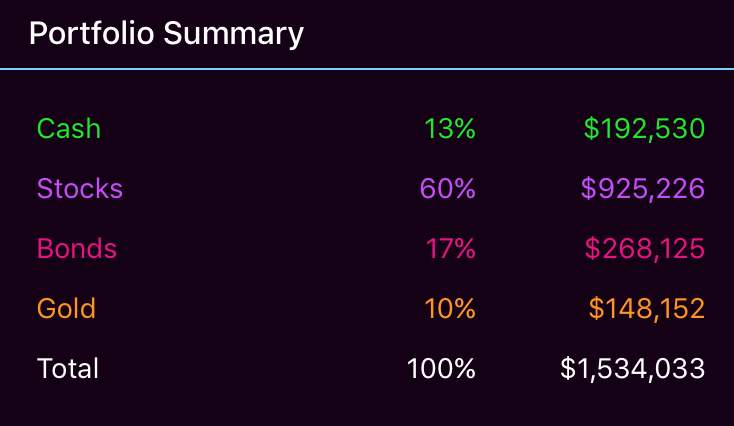 Portfolio Summary
Cash 13% $192,530
Stocks 60% $925,226
Bonds 17% $268,125
Gold 10% $148,152
Total 100% $1,534,033